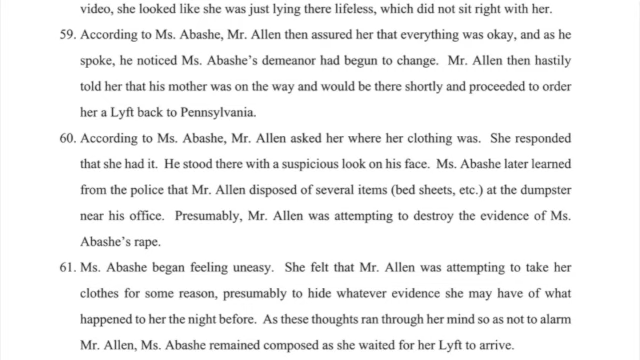 video, she looked like she was just lying there lifeless, which did not sit right with her.
59. According to Ms. Abashe, Mr. Allen then assured her that everything was okay, and as he
spoke, he noticed Ms. Abashe's demeanor had begun to change. Mr. Allen then hastily
told her that his mother was on the way and would be there shortly and proceeded to order
her a Lyft back to Pennsylvania.
60. According to Ms. Abashe, Mr. Allen asked her where her clothing was. She responded
that she had it. He stood there with a suspicious look on his face. Ms. Abashe later learned
from the police that Mr. Allen disposed of several items (bed sheets, etc.) at the dumpster
near his office. Presumably, Mr. Allen was attempting to destroy the evidence of Ms.
Abashe's rape.
61. Ms. Abashe began feeling uneasy. She felt that Mr. Allen was attempting to take her
clothes for some reason, presumably to hide whatever evidence she may have of what
happened to her the night before. As these thoughts ran through her mind so as not to alarm
Mr. Allen, Ms. Abashe remained composed as she waited for her Lyft to arrive.